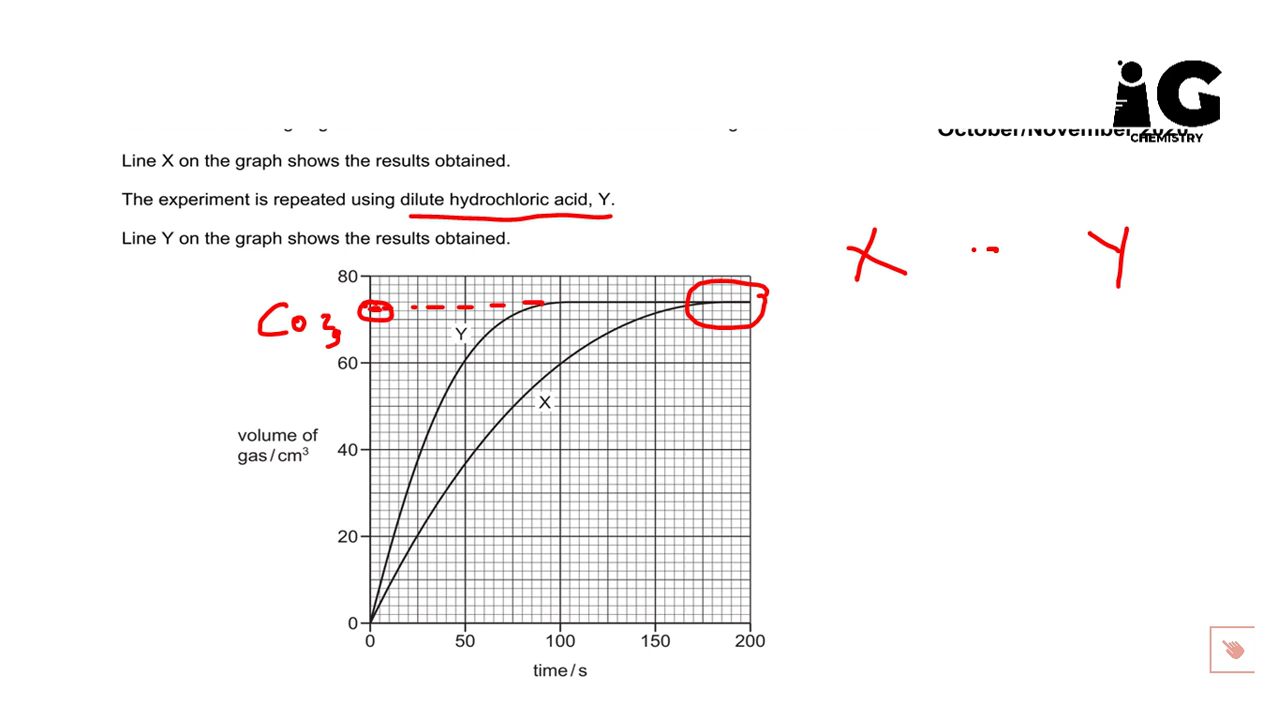 iG
CHEMISTRY
October/November 2020
Line X on the graph shows the results obtained.
The experiment is repeated using dilute hydrochloric acid, Y.
Line Y on the graph shows the results obtained.
X -- Y
Co3
80
60
40
20
0
volume of
gas/cm³
Y
X
0 50 100 150 200
time/s